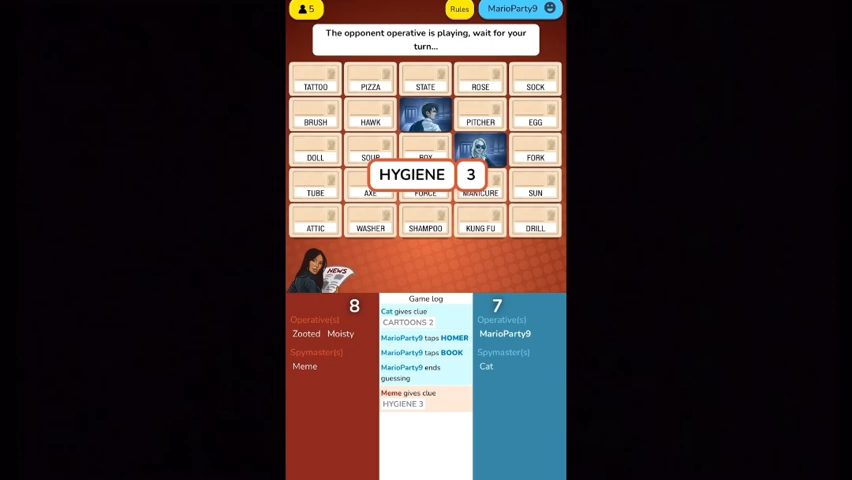 5
Rules
MarioParty9
The opponent operative is playing, wait for your
turn...
TATTOO PIZZA STATE ROSE SOCK
BRUSH HAWK PITCHER EGG
DOLL SOUP BOX FORK
HYGIENE 3
TUBE AXE FORCE MANICURE SUN
ATTIC WASHER SHAMPOO KUNG FU DRILL
NEWS
8
Operative(s)
Zooted Moisty
Spymaster(s)
Meme
Game log
Cat gives clue
CARTOONS 2
MarioParty9 taps HOMER
MarioParty9 taps BOOK
MarioParty9 ends
guessing
Meme gives clue
HYGIENE 3
7
Operative(s)
MarioParty9
Spymaster(s)
Cat